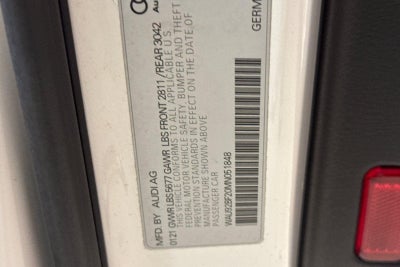 MFD. BY AUDI AG
01 21 GVWR LBS 5677 GAWR LBS FRONT 2811 / REAR 3042
THIS VEHICLE CONFORMS TO ALL APPLICABLE U.S.
FEDERAL MOTOR VEHICLE SAFETY, BUMPER AND THEFT
PREVENTION STANDARDS IN EFFECT ON THE DATE OF
MANUFACTURE SHOWN ABOVE
PASSENGER CAR
WAU92BF20MN051848
GERM